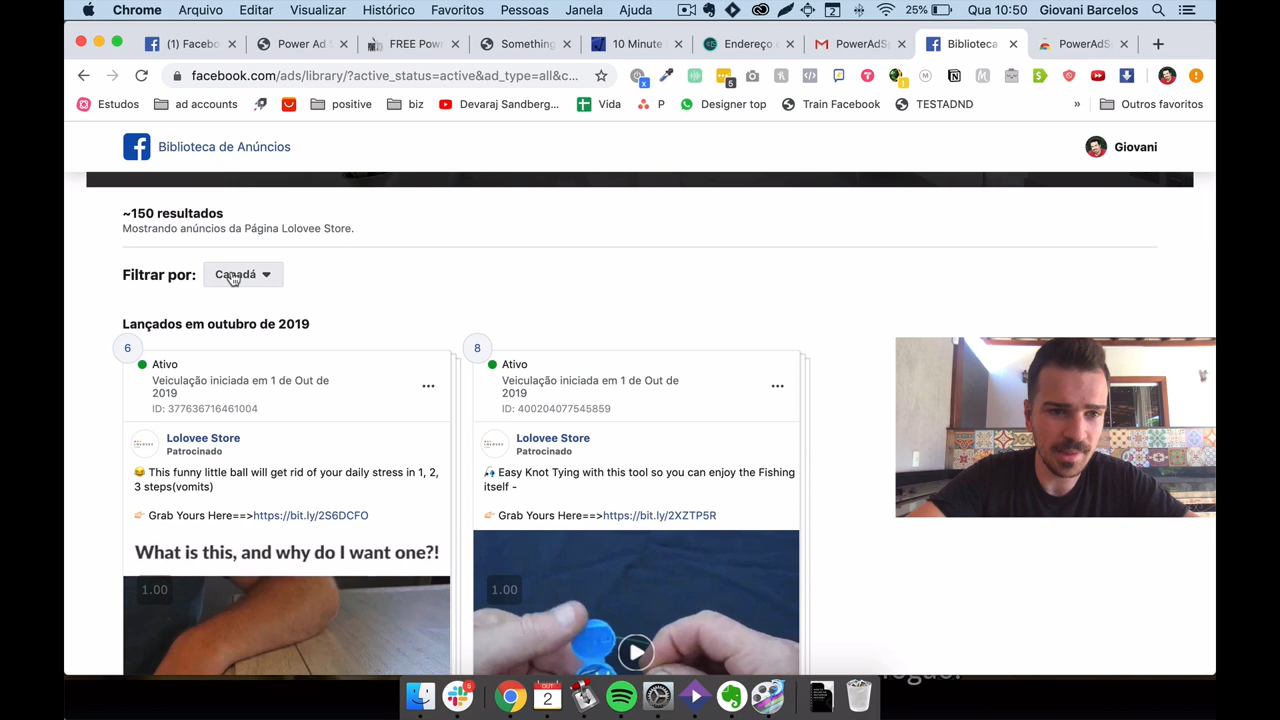 Chrome Arquivo Editar Visualizar Histórico Favoritos Pessoas Janela Ajuda 2 25% Qua 10:50 Giovani Barcelos
(1) Facebo Power Ad FREE Pow Something 10 Minute Endereço PowerAdSp Biblioteca PowerAdS
facebook.com/ads/library/?active_status=active&ad_type=all&c...
Estudos ad accounts positive biz Devaraj Sandberg... Vida P Designer top Train Facebook TESTADND » Outros favoritos
Biblioteca de Anúncios Giovani
~150 resultados
Mostrando anúncios da Página Lolovee Store.
Filtrar por: Canadá
Lançados em outubro de 2019
6
Ativo
Veiculação iniciada em 1 de Out de
2019
ID: 377636716461004
Lolovee Store
Patrocinado
😂 This funny little ball will get rid of your daily stress in 1, 2,
3 steps(vomits)
👉🏻 Grab Yours Here==>https://bit.ly/2S6DCFO
What is this, and why do I want one?!
1.00
8
Ativo
Veiculação iniciada em 1 de Out de
2019
ID: 400204077545859
Lolovee Store
Patrocinado
🎣 Easy Knot Tying with this tool so you can enjoy the Fishing
itself -
👉🏻 Grab Yours Here==>https://bit.ly/2XZTP5R
1.00
OUT
2
5